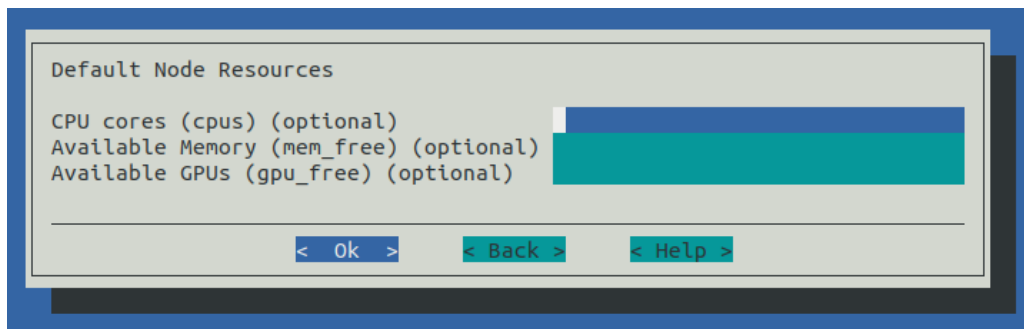 Default Node Resources
CPU cores (cpus) (optional)
Available Memory (mem_free) (optional)
Available GPUs (gpu_free) (optional)
< Ok > < Back > < Help >